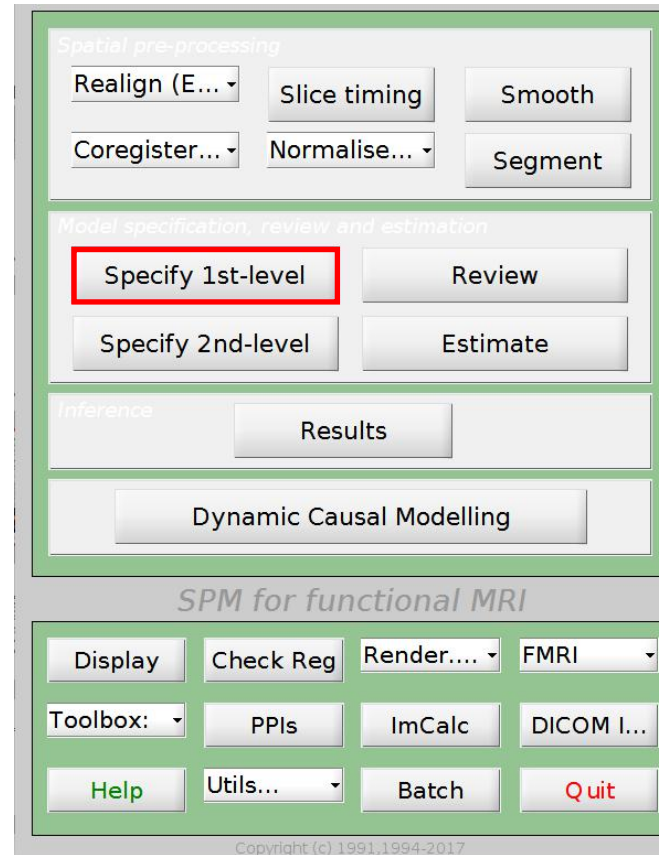 Spatial pre-processing
Realign (E... Slice timing Smooth
Coregister... Normalise... Segment
Model specification, review and estimation
Specify 1st-level Review
Specify 2nd-level Estimate
Inference
Results
Dynamic Causal Modelling
SPM for functional MRI
Display Check Reg Render.... FMRI
Toolbox: PPIs ImCalc DICOM I...
Help Utils... Batch Quit
Copyright (c) 1991,1994-2017